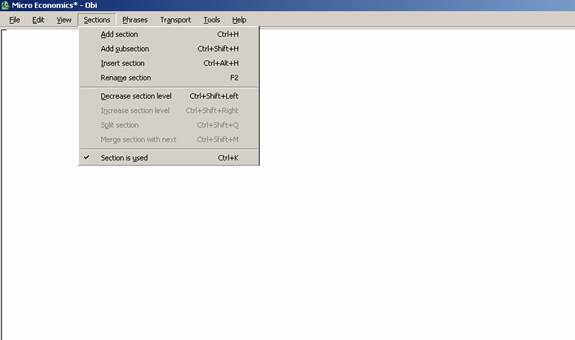 Micro Economics* - Obi
File Edit View Sections Phrases Transport Tools Help
Add section Ctrl+H
Add subsection Ctrl+Shift+H
Insert section Ctrl+Alt+H
Rename section F2
Decrease section level Ctrl+Shift+Left
Increase section level Ctrl+Shift+Right
Split section Ctrl+Shift+Q
Merge section with next Ctrl+Shift+M
Section is used Ctrl+K